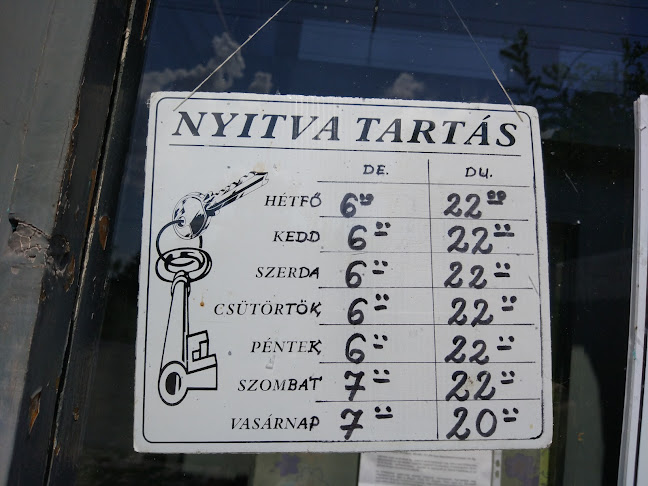 NYITVA TARTÁS
DE. DU.
HÉTFŐ 6⁰⁰ 22⁰⁰
KEDD 6⁰⁰ 22⁰⁰
SZERDA 6⁰⁰ 22⁰⁰
CSÜTÖRTÖK 6⁰⁰ 22⁰⁰
PÉNTEK 6⁰⁰ 22⁰⁰
SZOMBAT 7⁰⁰ 22⁰⁰
VASÁRNAP 7⁰⁰ 20⁰⁰